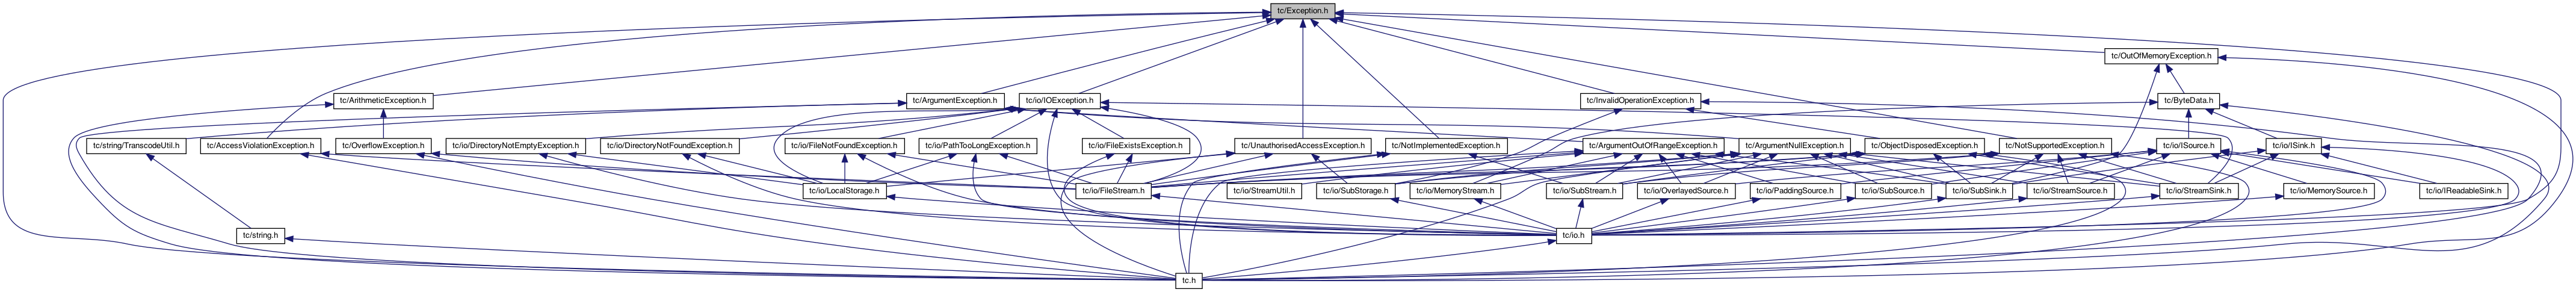 tc/Exception.h
tc/OutOfMemoryException.h
tc/ArithmeticException.h
tc/ArgumentException.h
tc/io/IOException.h
tc/InvalidOperationException.h
tc/ByteData.h
tc/string/TranscodeUtil.h
tc/AccessViolationException.h
tc/OverflowException.h
tc/io/DirectoryNotEmptyException.h
tc/io/DirectoryNotFoundException.h
tc/io/FileNotFoundException.h
tc/io/PathTooLongException.h
tc/io/FileExistsException.h
tc/UnauthorisedAccessException.h
tc/NotImplementedException.h
tc/ArgumentOutOfRangeException.h
tc/ArgumentNullException.h
tc/ObjectDisposedException.h
tc/NotSupportedException.h
tc/io/ISource.h
tc/io/ISink.h
tc/io/LocalStorage.h
tc/io/FileStream.h
tc/io/StreamUtil.h
tc/io/SubStorage.h
tc/io/MemoryStream.h
tc/io/SubStream.h
tc/io/OverlayedSource.h
tc/io/PaddingSource.h
tc/io/SubSource.h
tc/io/SubSink.h
tc/io/StreamSource.h
tc/io/StreamSink.h
tc/io/MemorySource.h
tc/io/IReadableSink.h
tc/string.h
tc/io.h
tc.h